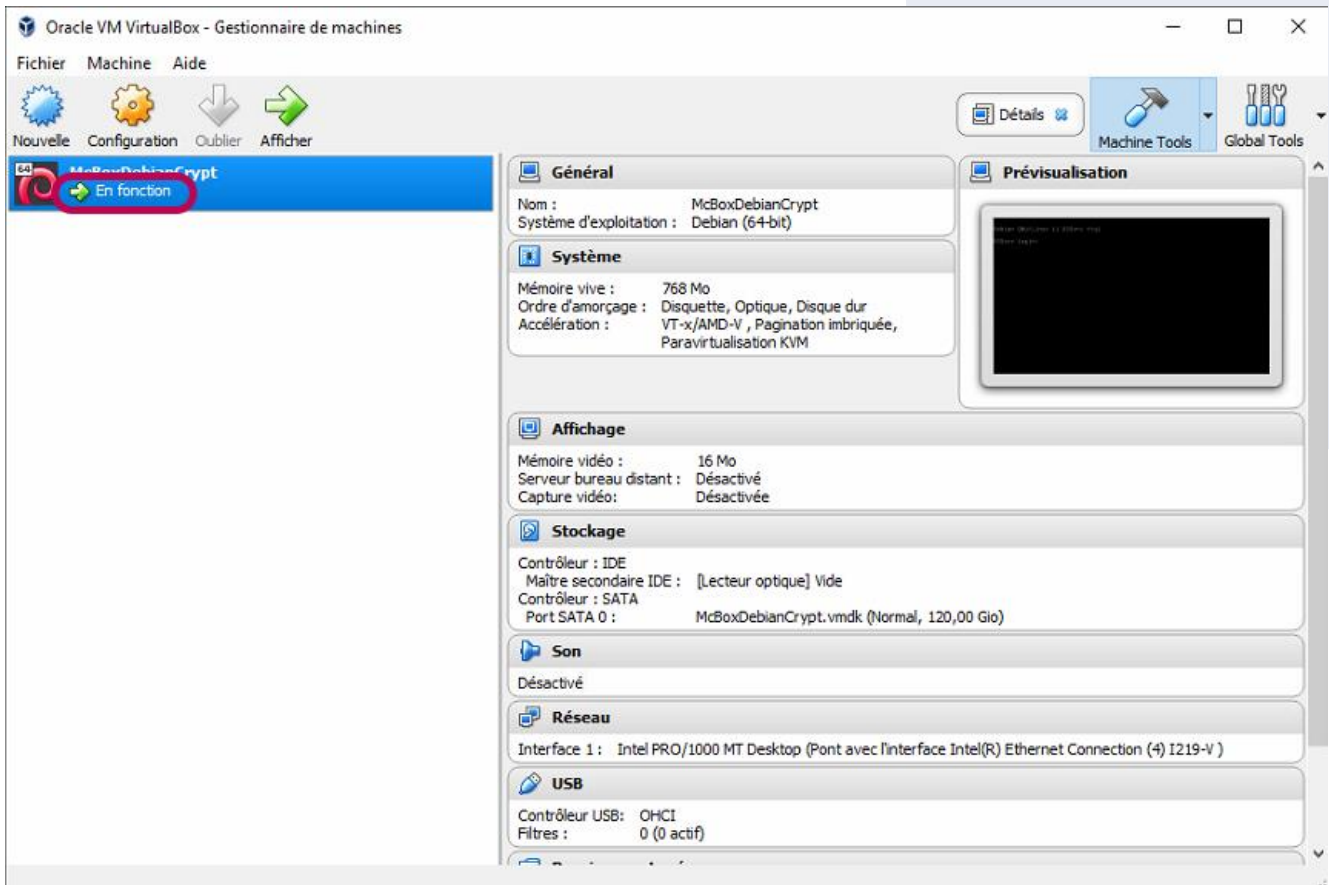 Oracle VM VirtualBox - Gestionnaire de machines
Fichier Machine Aide
Nouvelle Configuration Oublier Afficher
Détails
Machine Tools
Global Tools
64
McBoxDebianCrypt
En fonction
Général
Nom : McBoxDebianCrypt
Système d'exploitation : Debian (64-bit)
Système
Mémoire vive : 768 Mo
Ordre d'amorçage : Disquette, Optique, Disque dur
Accélération : VT-x/AMD-V , Pagination imbriquée,
Paravirtualisation KVM
Prévisualisation
Affichage
Mémoire vidéo : 16 Mo
Serveur bureau distant : Désactivé
Capture vidéo: Désactivée
Stockage
Contrôleur : IDE
Maître secondaire IDE : [Lecteur optique] Vide
Contrôleur : SATA
Port SATA 0 : McBoxDebianCrypt.vmdk (Normal, 120,00 Gio)
Son
Désactivé
Réseau
Interface 1 : Intel PRO/1000 MT Desktop (Pont avec l'interface Intel(R) Ethernet Connection (4) I219-V )
USB
Contrôleur USB: OHCI
Filtres : 0 (0 actif)